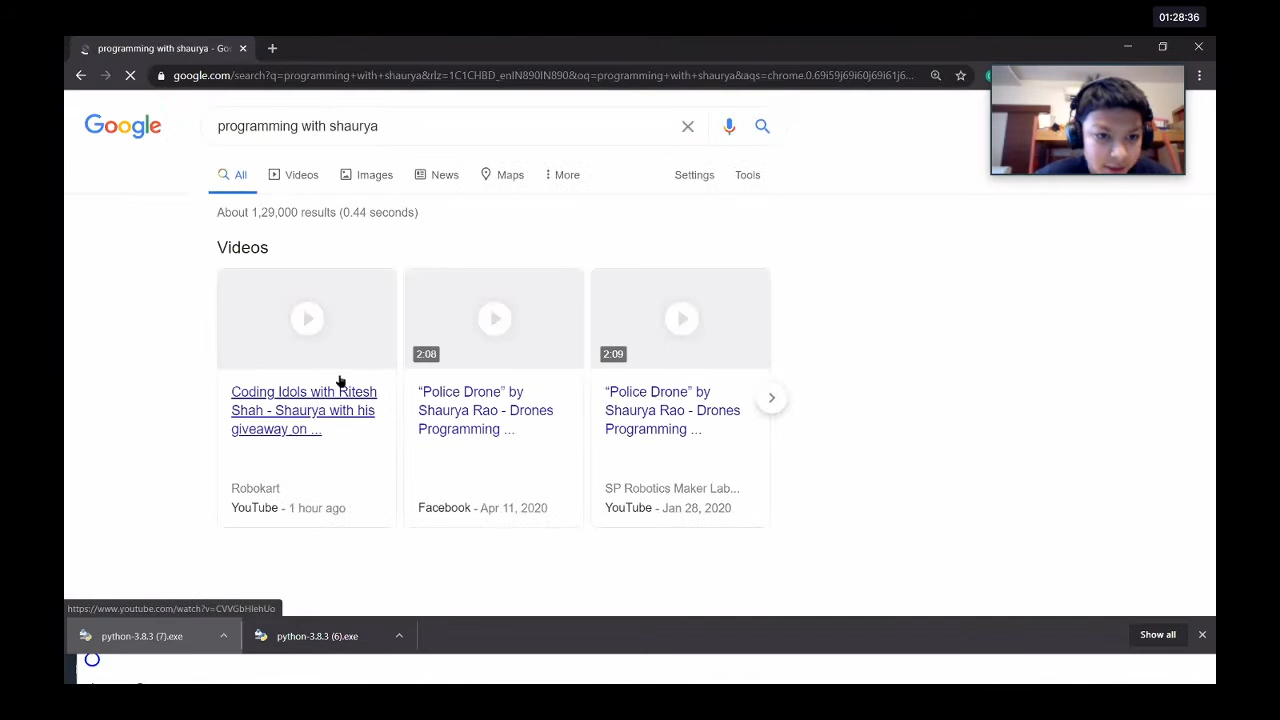 01:28:36
programming with shaurya - Go
google.com/search?q=programming+with+shaurya&rlz=1C1CHBD_enIN890IN890&oq=programming+with+shaurya&aqs=chrome.0.69i59j69i60j69i61j6...
Google
programming with shaurya
All
Videos
Images
News
Maps
More
Settings
Tools
About 1,29,000 results (0.44 seconds)
Videos
2:08
2:09
Coding Idols with Ritesh
Shah - Shaurya with his
giveaway on ...
Robokart
YouTube - 1 hour ago
“Police Drone” by
Shaurya Rao - Drones
Programming ...
Facebook - Apr 11, 2020
“Police Drone” by
Shaurya Rao - Drones
Programming ...
SP Robotics Maker Lab...
YouTube - Jan 28, 2020
https://www.youtube.com/watch?v=CVVGbHIehUo
python-3.8.3 (7).exe
python-3.8.3 (6).exe
Show all